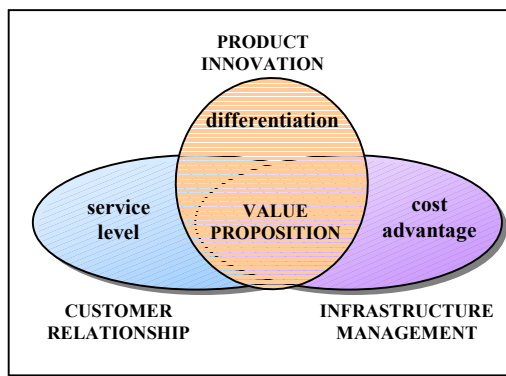 PRODUCT
INNOVATION
differentiation
service
level
VALUE
PROPOSITION
cost
advantage
CUSTOMER
RELATIONSHIP
INFRASTRUCTURE
MANAGEMENT